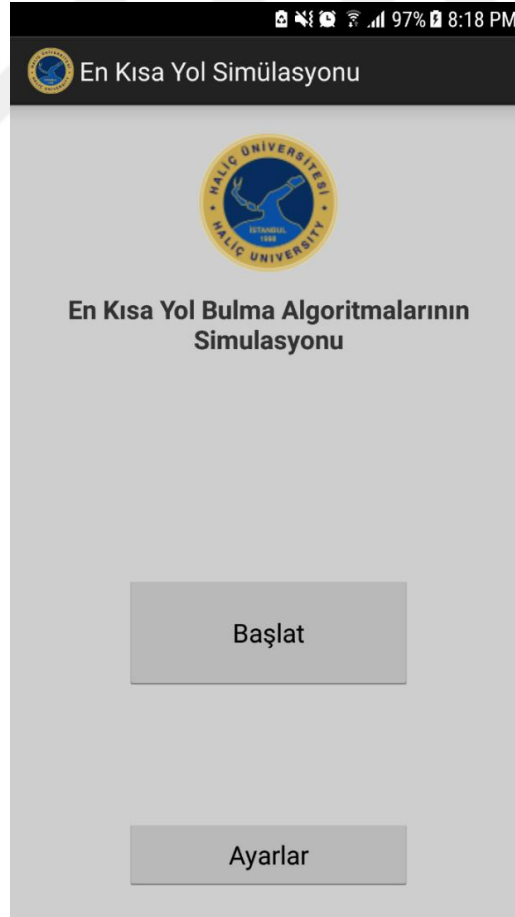 97% 8:18 PM
En Kısa Yol Simülasyonu
HALİÇ ÜNİVERSİTESİ
İSTANBUL
1998
HALİÇ UNIVERSITY
En Kısa Yol Bulma Algoritmalarının
Simulasyonu
Başlat
Ayarlar